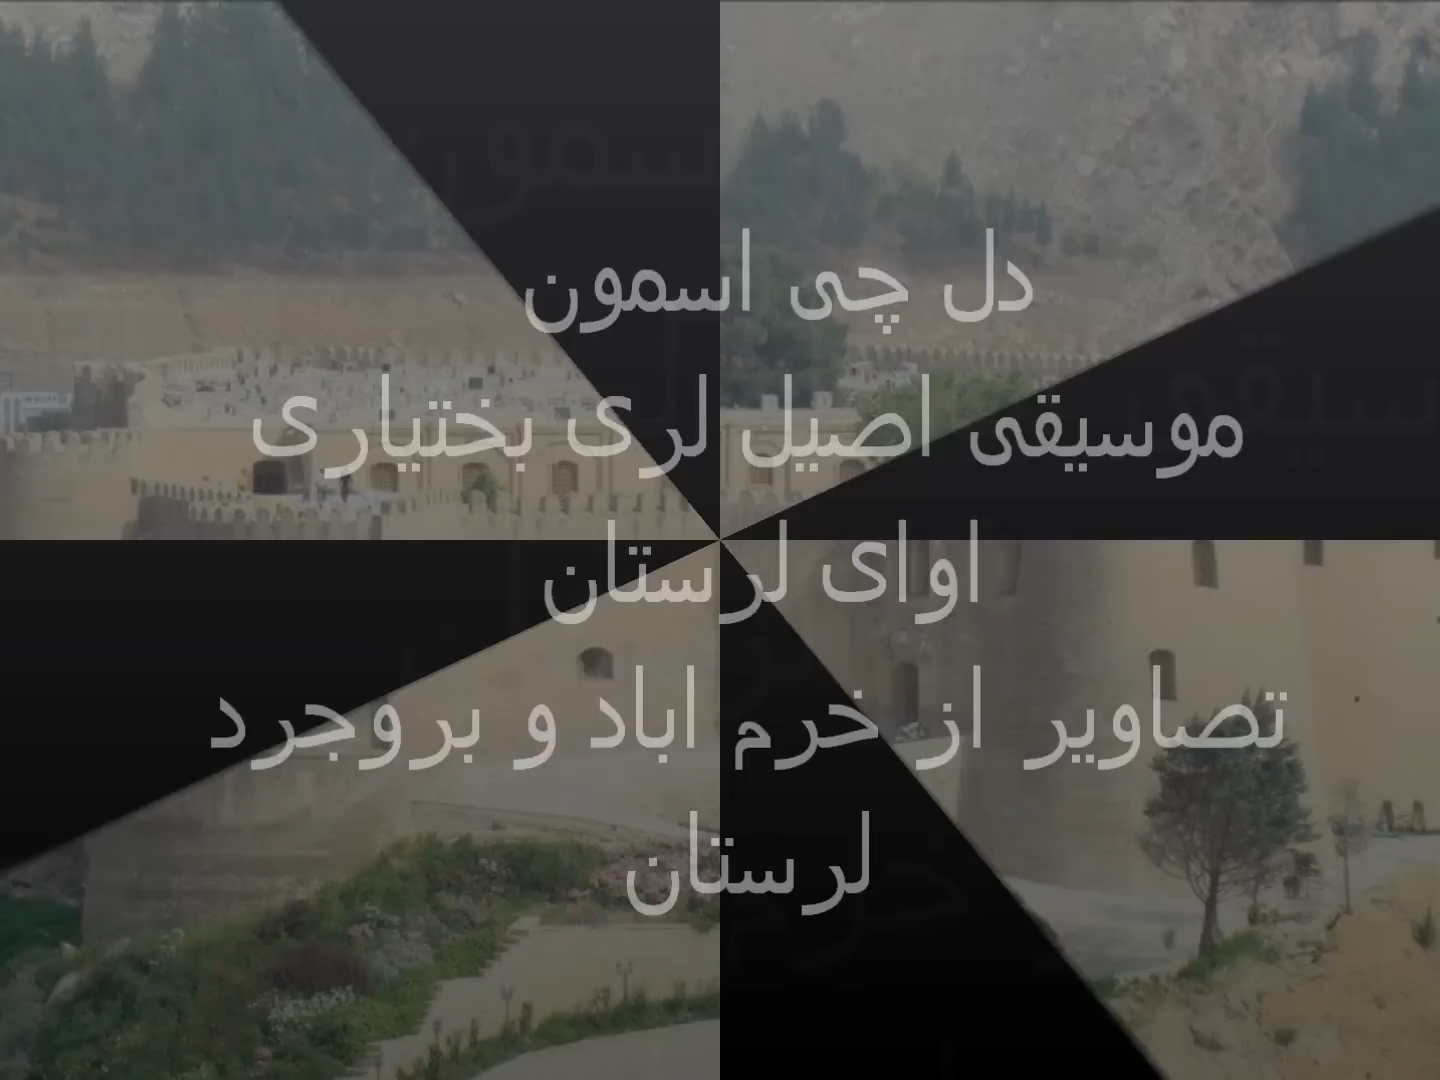 دل چی اسمون
موسیقی اصیل لری بختیاری
اوای لرستان
تصاویر از خرم اباد و بروجرد
لرستان